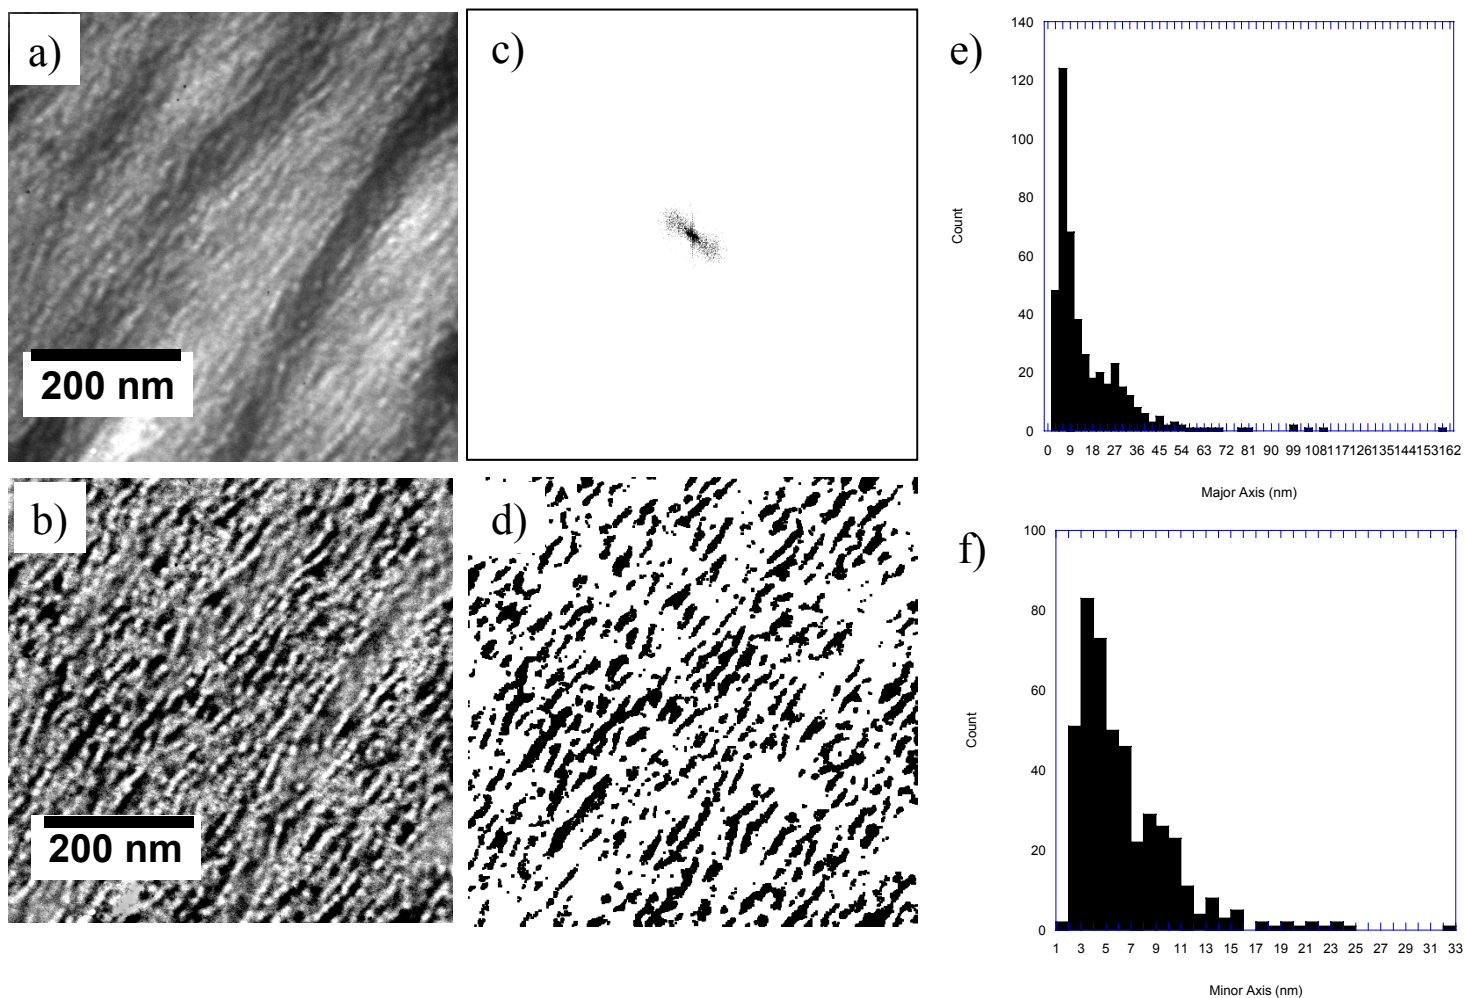 a)
200 nm
b)
200 nm
c)
d)
e)
140
120
100
80
60
40
20
0
Count
0 9 18 27 36 45 54 63 72 81 90 99 108117126135144153162
Major Axis (nm)
f)
100
80
60
40
20
0
Count
1 3 5 7 9 11 13 15 17 19 21 23 25 27 29 31 33
Minor Axis (nm)